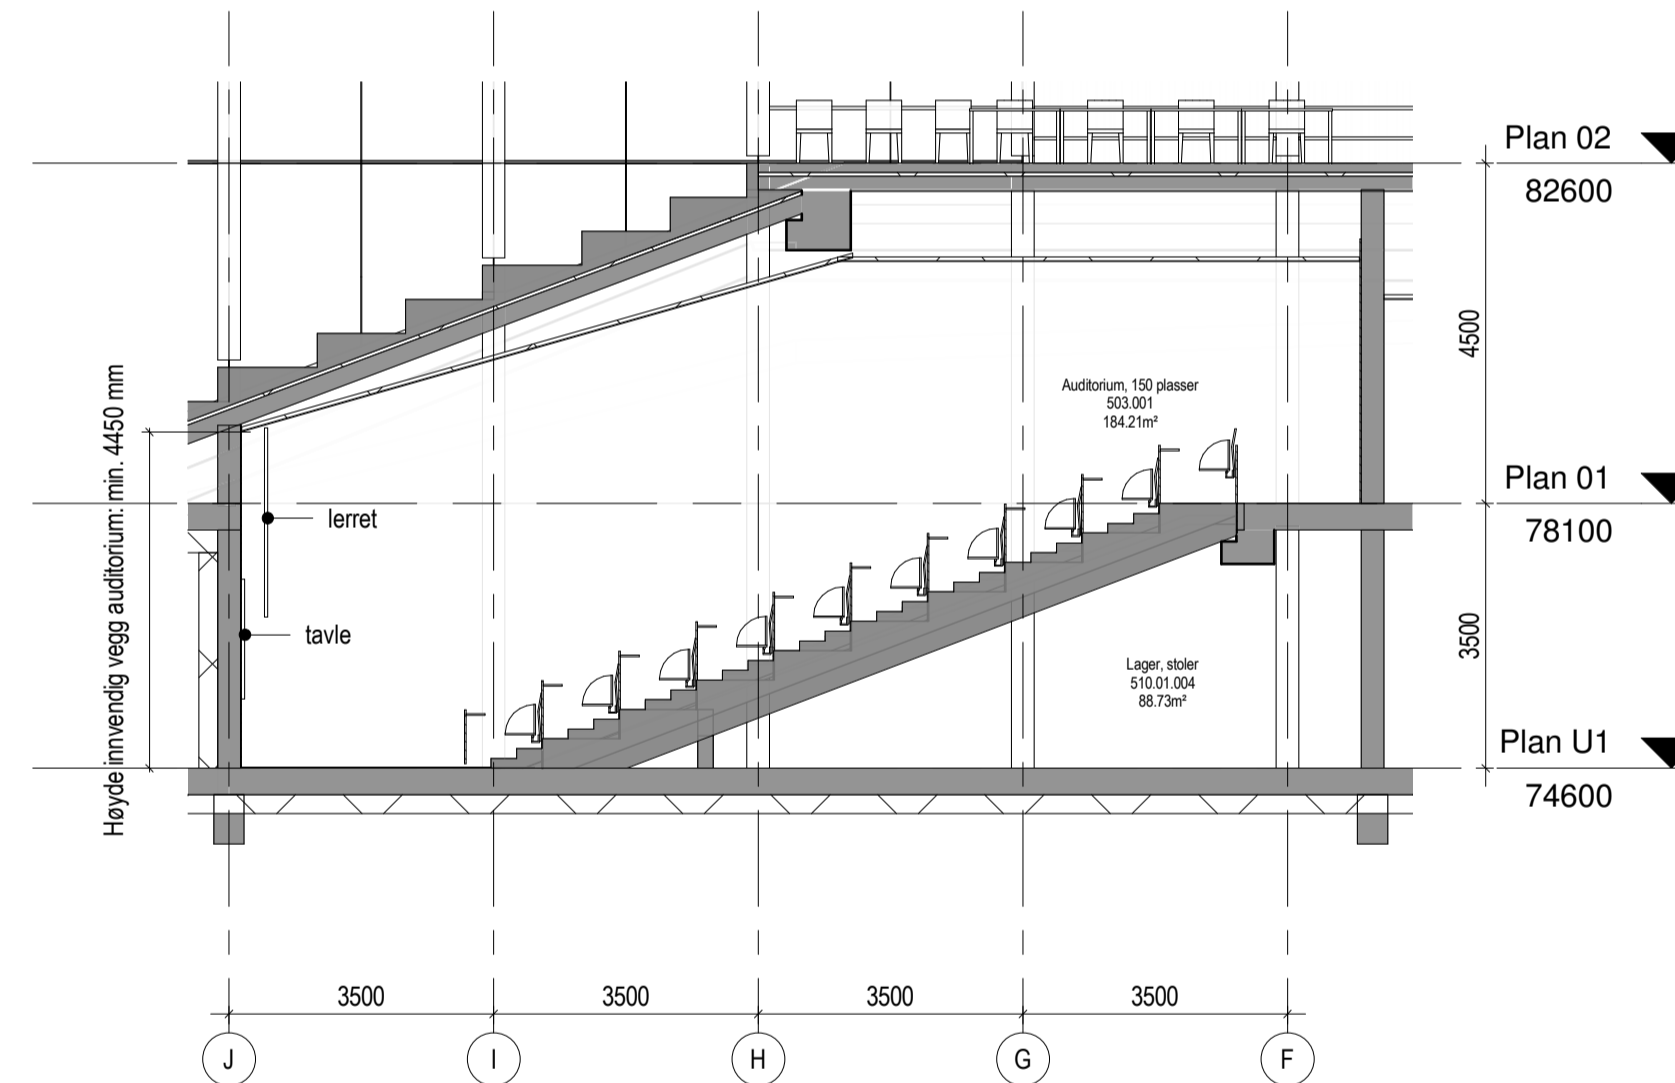 Plan 02
82600
4500
Auditorium, 150 plasser
503.001
184.21m²
Høyde innvendig vegg auditorium: min. 4450 mm
Plan 01
78100
lerret
tavle
3500
Lager, stoler
510.01.004
88.73m²
Plan U1
74600
3500 3500 3500 3500
J I H G F